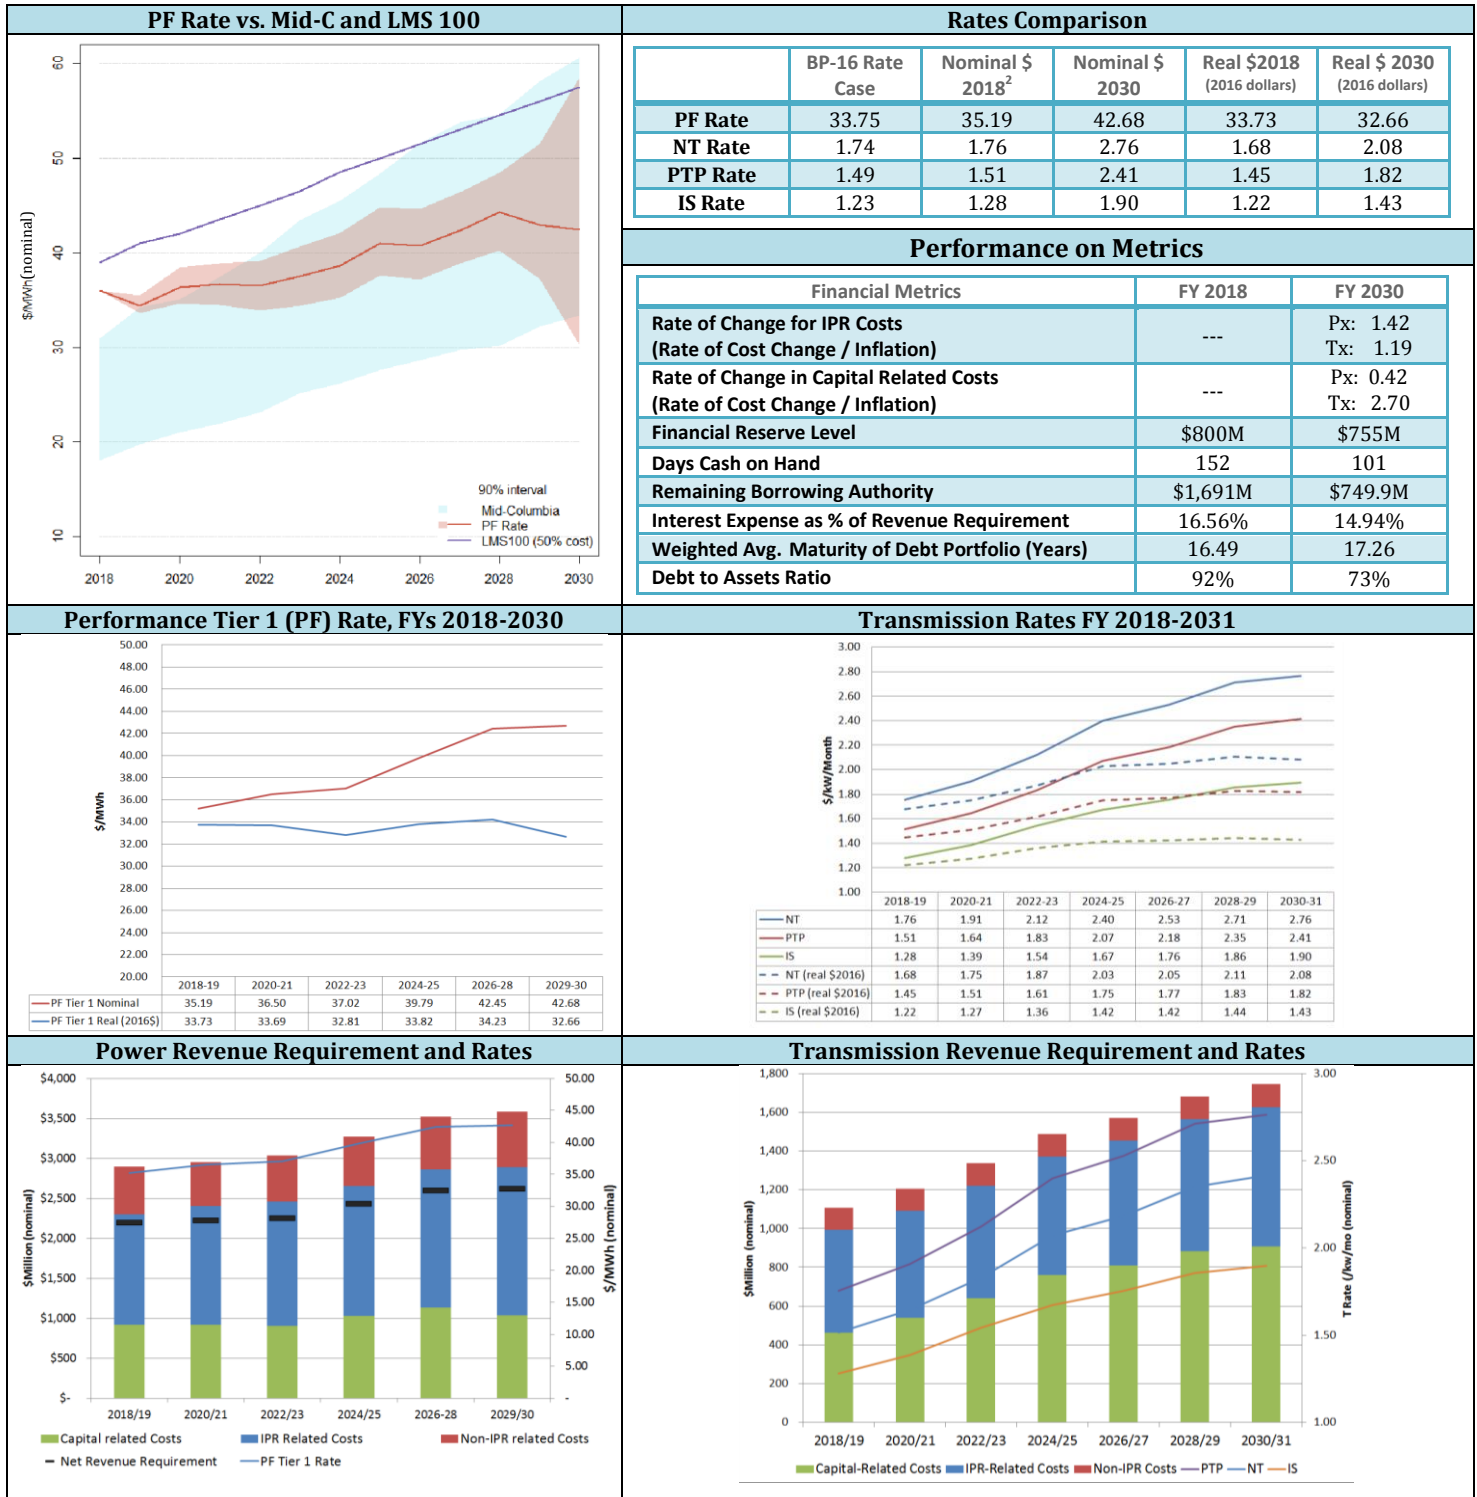 PF Rate vs. Mid-C and LMS 100
60
50
40
30
20
10
$/MWh(nominal)
90% interval
Mid-Columbia
PF Rate
LMS100 (50% cost)
2018 2020 2022 2024 2026 2028 2030
Rates Comparison
BP-16 Rate Case Nominal $ 2018² Nominal $ 2030 Real $2018 (2016 dollars) Real $ 2030 (2016 dollars)
PF Rate 33.75 35.19 42.68 33.73 32.66
NT Rate 1.74 1.76 2.76 1.68 2.08
PTP Rate 1.49 1.51 2.41 1.45 1.82
IS Rate 1.23 1.28 1.90 1.22 1.43
Performance on Metrics
Financial Metrics FY 2018 FY 2030
Rate of Change for IPR Costs
(Rate of Cost Change / Inflation) --- Px: 1.42 Tx: 1.19
Rate of Change in Capital Related Costs
(Rate of Cost Change / Inflation) --- Px: 0.42 Tx: 2.70
Financial Reserve Level $800M $755M
Days Cash on Hand 152 101
Remaining Borrowing Authority $1,691M $749.9M
Interest Expense as % of Revenue Requirement 16.56% 14.94%
Weighted Avg. Maturity of Debt Portfolio (Years) 16.49 17.26
Debt to Assets Ratio 92% 73%
Performance Tier 1 (PF) Rate, FYs 2018-2030
50.00
48.00
46.00
44.00
42.00
40.00
38.00
36.00
34.00
32.00
30.00
28.00
26.00
24.00
22.00
20.00
$/MWh
2018-19 2020-21 2022-23 2024-25 2026-28 2029-30
PF Tier 1 Nominal 35.19 36.50 37.02 39.79 42.45 42.68
PF Tier 1 Real (2016$) 33.73 33.69 32.81 33.82 34.23 32.66
Transmission Rates FY 2018-2031
3.00
2.80
2.60
2.40
2.20
2.00
1.80
1.60
1.40
1.20
1.00
$/kW/Month
2018-19 2020-21 2022-23 2024-25 2026-27 2028-29 2030-31
NT 1.76 1.91 2.12 2.40 2.53 2.71 2.76
PTP 1.51 1.64 1.83 2.07 2.18 2.35 2.41
IS 1.28 1.39 1.54 1.67 1.76 1.86 1.90
NT (real $2016) 1.68 1.75 1.87 2.03 2.05 2.11 2.08
PTP (real $2016) 1.45 1.51 1.61 1.75 1.77 1.83 1.82
IS (real $2016) 1.22 1.27 1.36 1.42 1.42 1.44 1.43
Power Revenue Requirement and Rates
$4,000 50.00
$3,500 45.00
40.00
$3,000 35.00
$2,500 30.00
$2,000 25.00
20.00
$1,500 15.00
$1,000 10.00
$500 5.00
$- -
$Million (nominal)
$/MWh (nominal)
2018/19 2020/21 2022/23 2024/25 2026-28 2029/30
Capital related Costs IPR Related Costs Non-IPR related Costs
Net Revenue Requirement PF Tier 1 Rate
Transmission Revenue Requirement and Rates
1,800 3.00
1,600
1,400 2.50
1,200
1,000 2.00
800
600
400 1.50
200
0 1.00
$Million (nominal)
T Rate (/kw/mo (nominal)
2018/19 2020/21 2022/23 2024/25 2026/27 2028/29 2030/31
Capital-Related Costs IPR-Related Costs Non-IPR Costs PTP NT IS